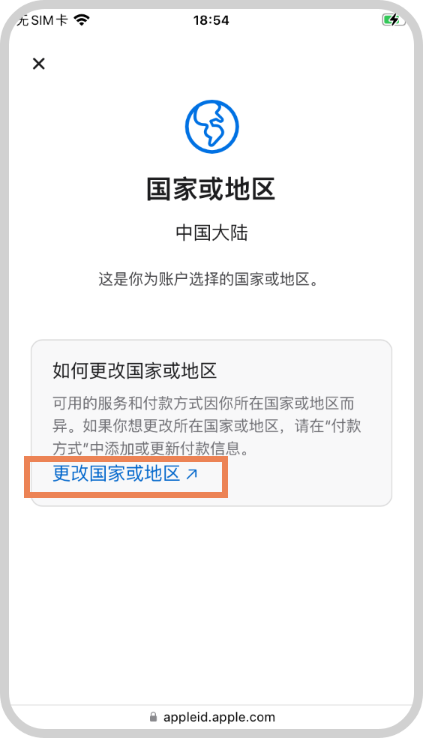 无 SIM 卡
18:54
国家或地区
中国大陆
这是你为账户选择的国家或地区。
如何更改国家或地区
可用的服务和付款方式因你所在国家或地区而
异。如果你想更改所在国家或地区，请在“付款
方式”中添加或更新付款信息。
更改国家或地区 ↗
appleid.apple.com